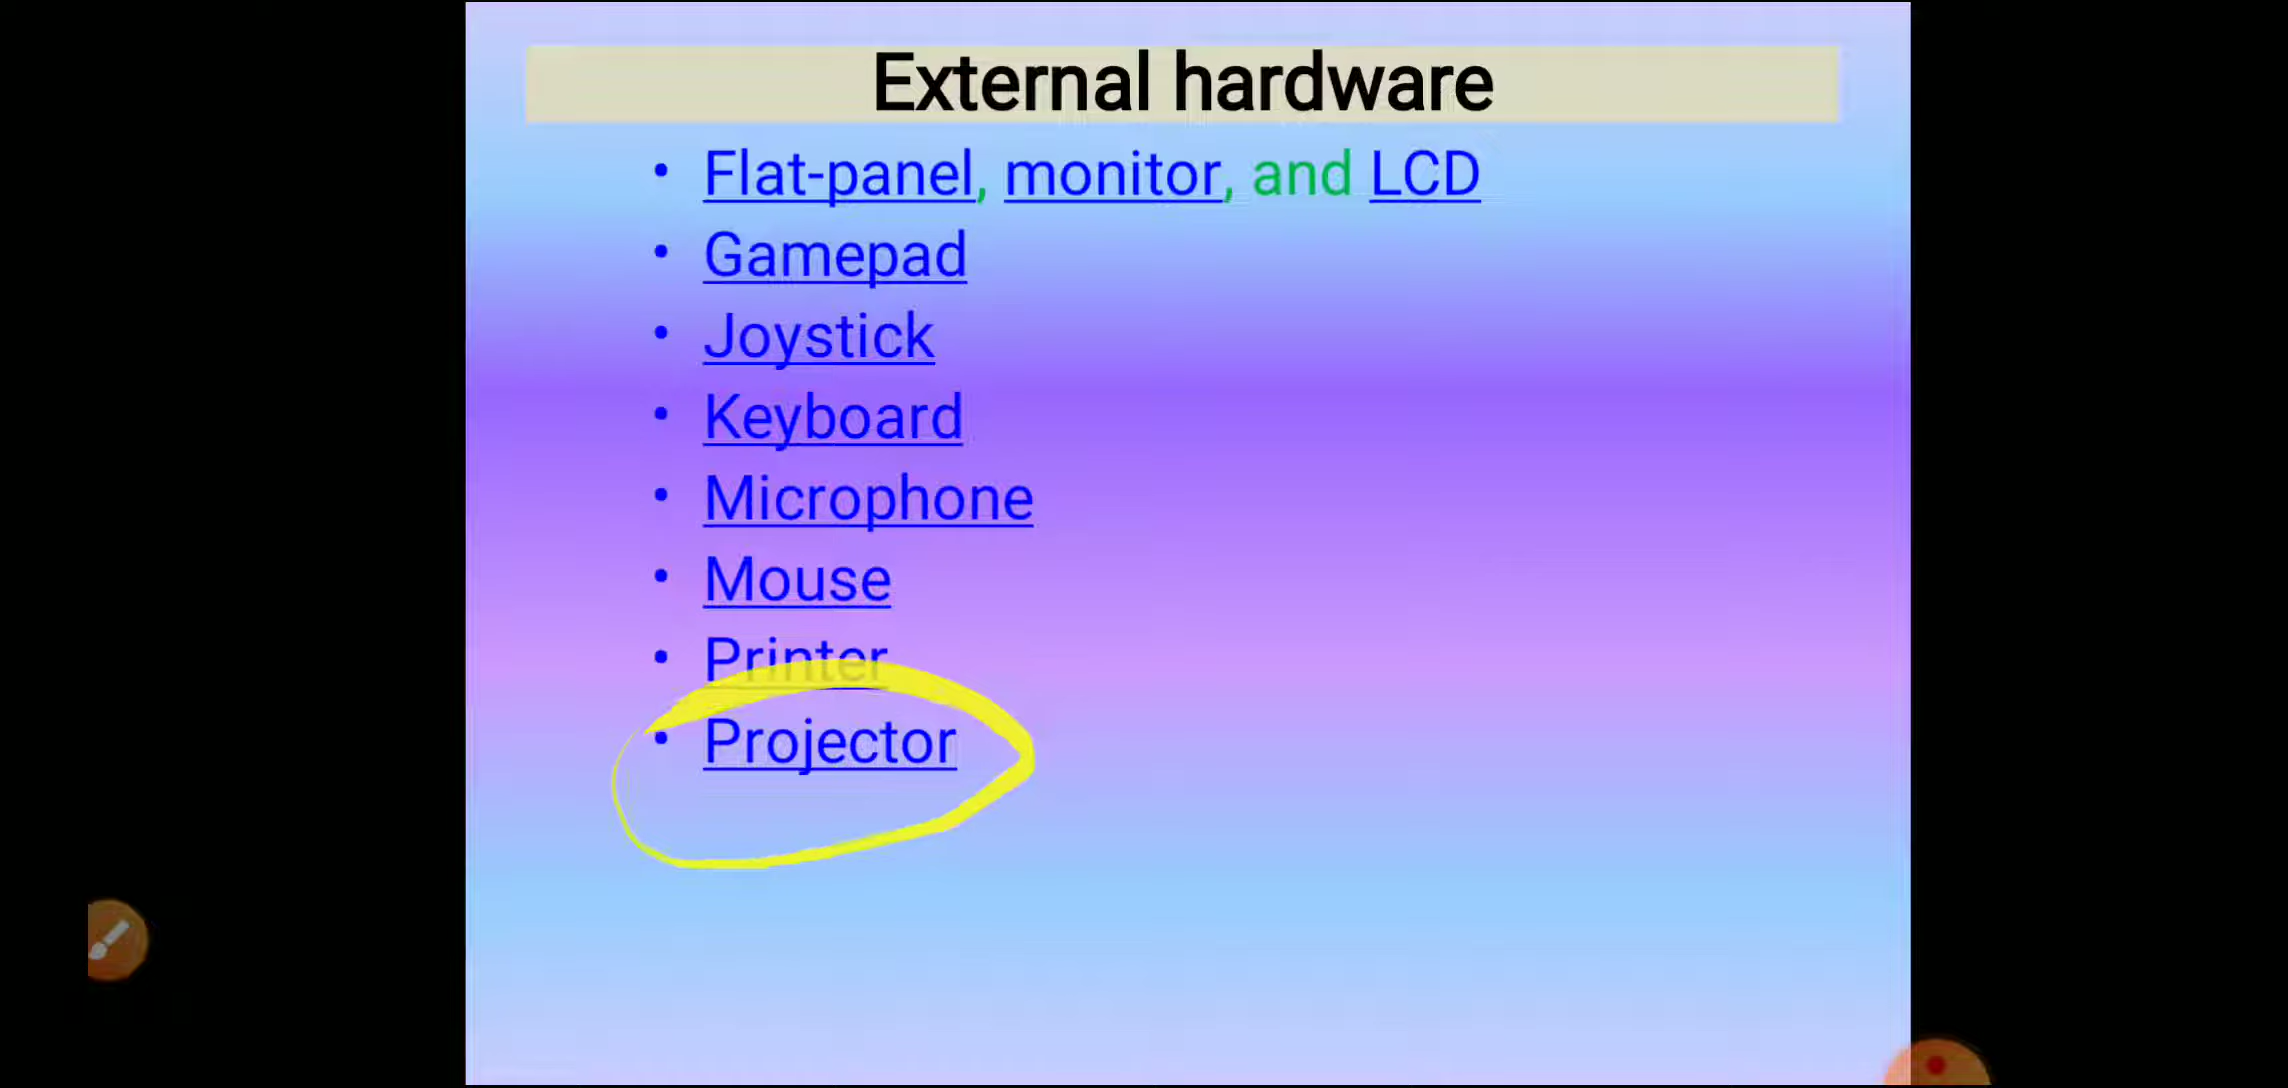 External hardware
• Flat-panel, monitor, and LCD
• Gamepad
• Joystick
• Keyboard
• Microphone
• Mouse
• Printer
• Projector